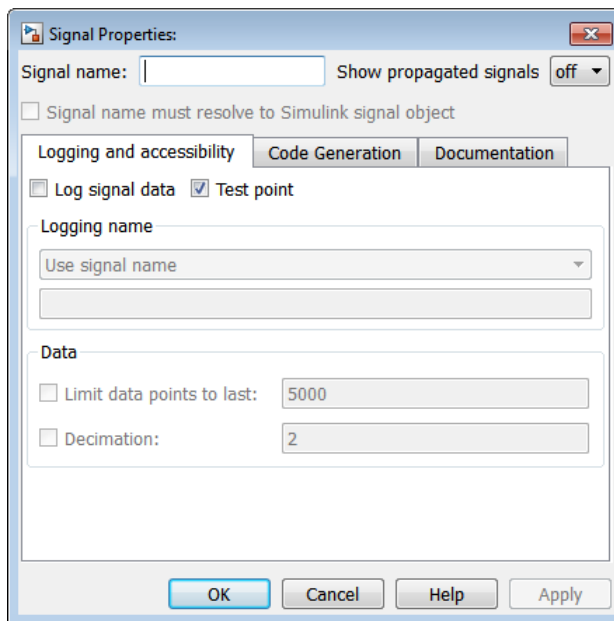 Signal Properties:
Signal name: Show propagated signals off
Signal name must resolve to Simulink signal object
Logging and accessibility Code Generation Documentation
Log signal data Test point
Logging name
Use signal name
Data
Limit data points to last: 5000
Decimation: 2
OK Cancel Help Apply